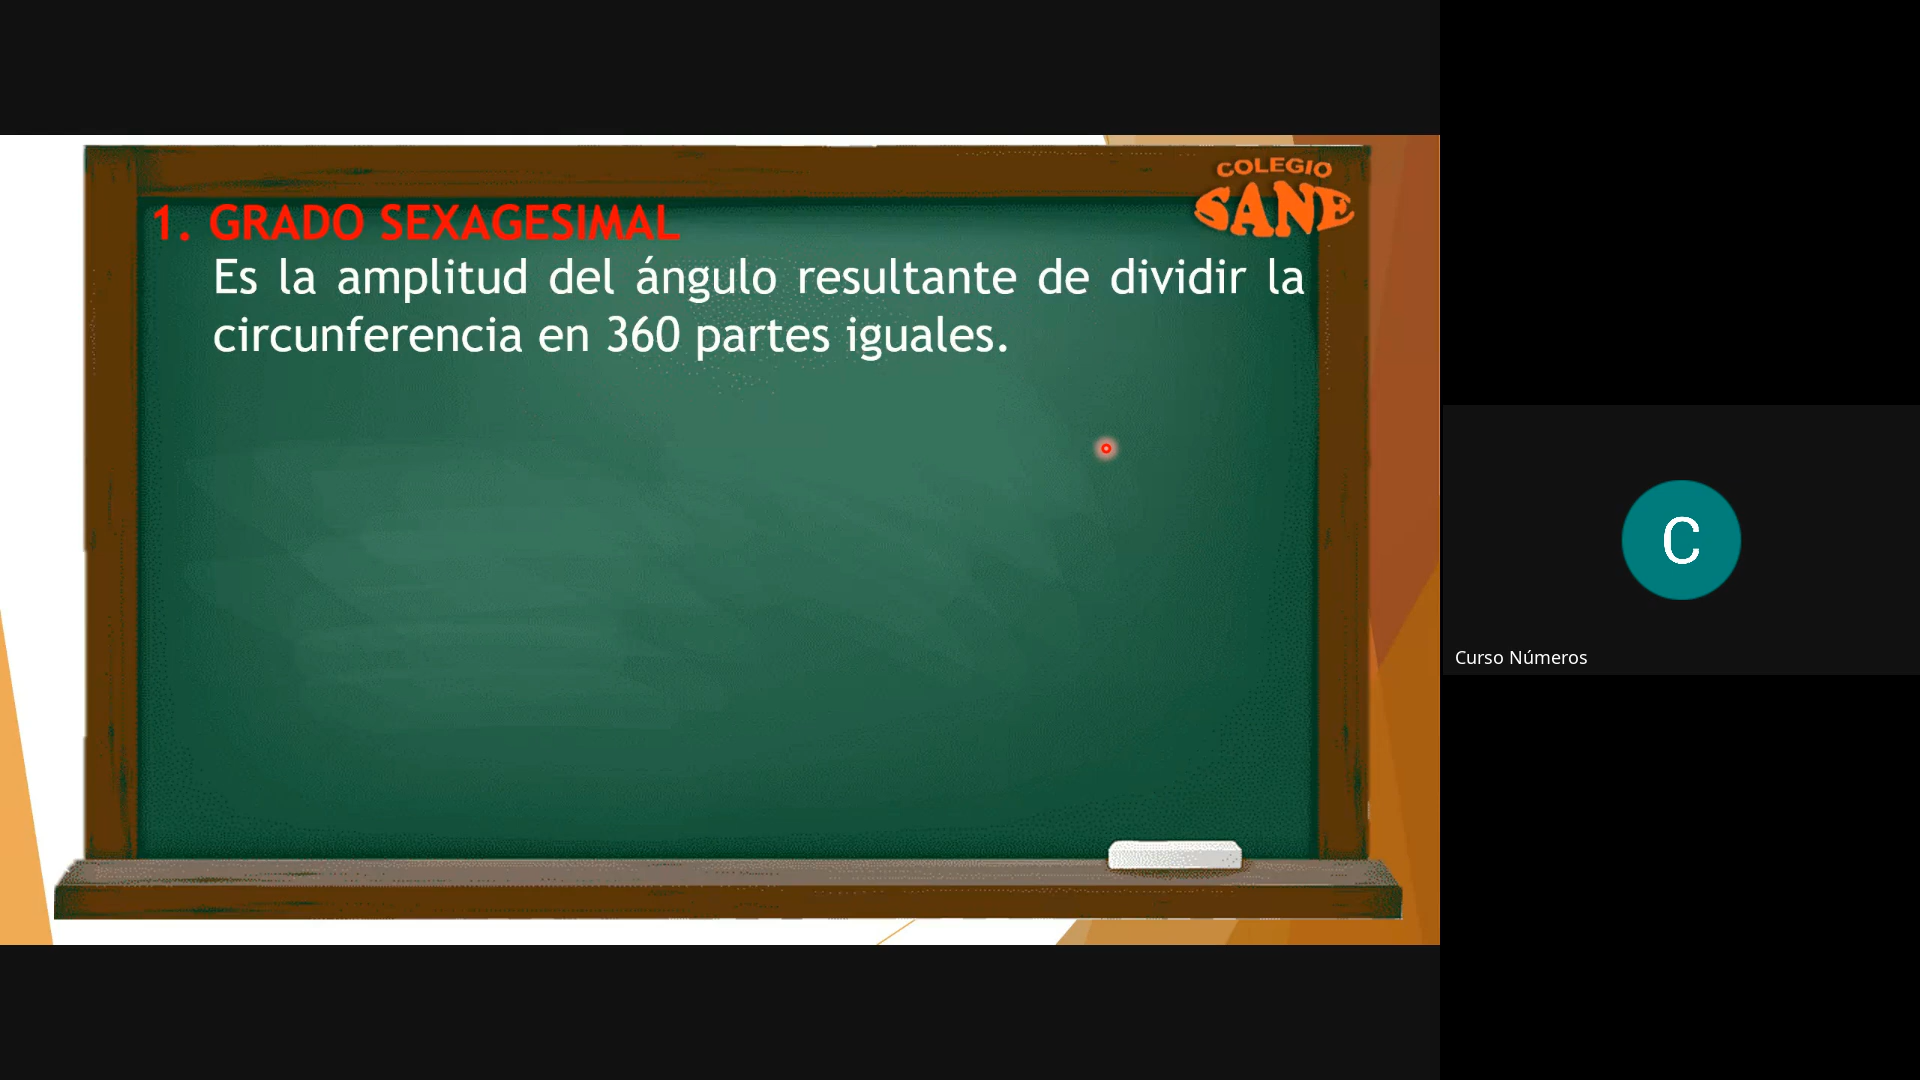 COLEGIO
SANE
1. GRADO SEXAGESIMAL
Es la amplitud del ángulo resultante de dividir la
circunferencia en 360 partes iguales.
C
Curso Números